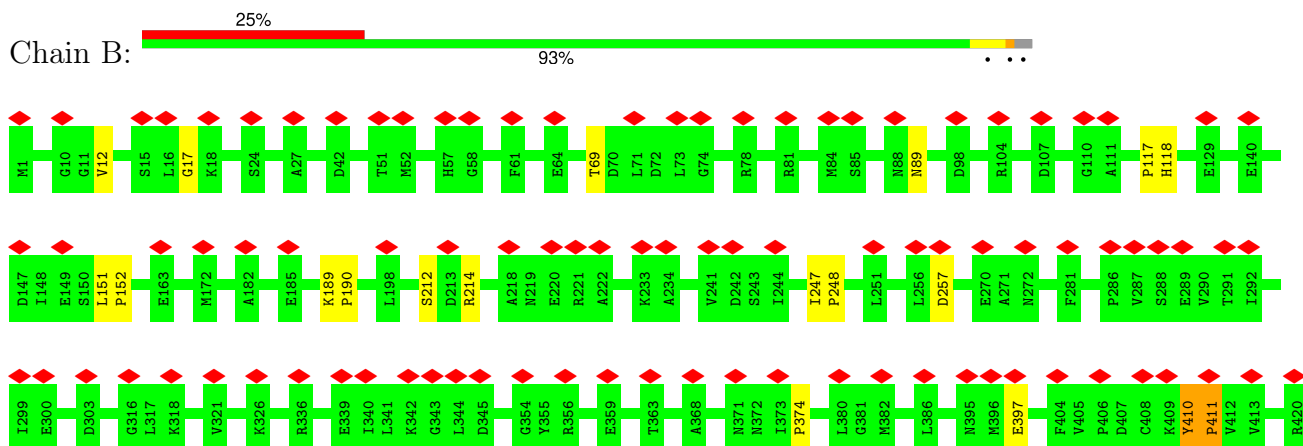 25%
Chain B:
93%
M1 G10 G11 V12 S15 L16 G17 K18 S24 A27 D42 T51 M52 H57 G58 F61 E64 T69 D70 L71 D72 L73 G74 R78 R81 M84 S85 N88 N89 D98 R104 D107 G110 A111 P117 H118 E129 E140
D147 I148 E149 S150 L151 P152 E163 M172 A182 E185 K189 P190 L198 S212 D213 R214 A218 N219 E220 R221 A222 K233 A234 V241 D242 S243 I244 I247 P248 L251 L256 D257 E270 A271 N272 F281 P286 V287 S288 E289 V290 T291 I292
I299 E300 D303 G316 L317 K318 V321 K326 R336 E339 I340 L341 K342 G343 L344 D345 G354 Y355 R356 E359 T363 A368 N371 N372 I373 P374 L380 G381 M382 L386 N395 M396 E397 F404 V405 P406 D407 C408 K409 Y410 P411 V412 V413 R420